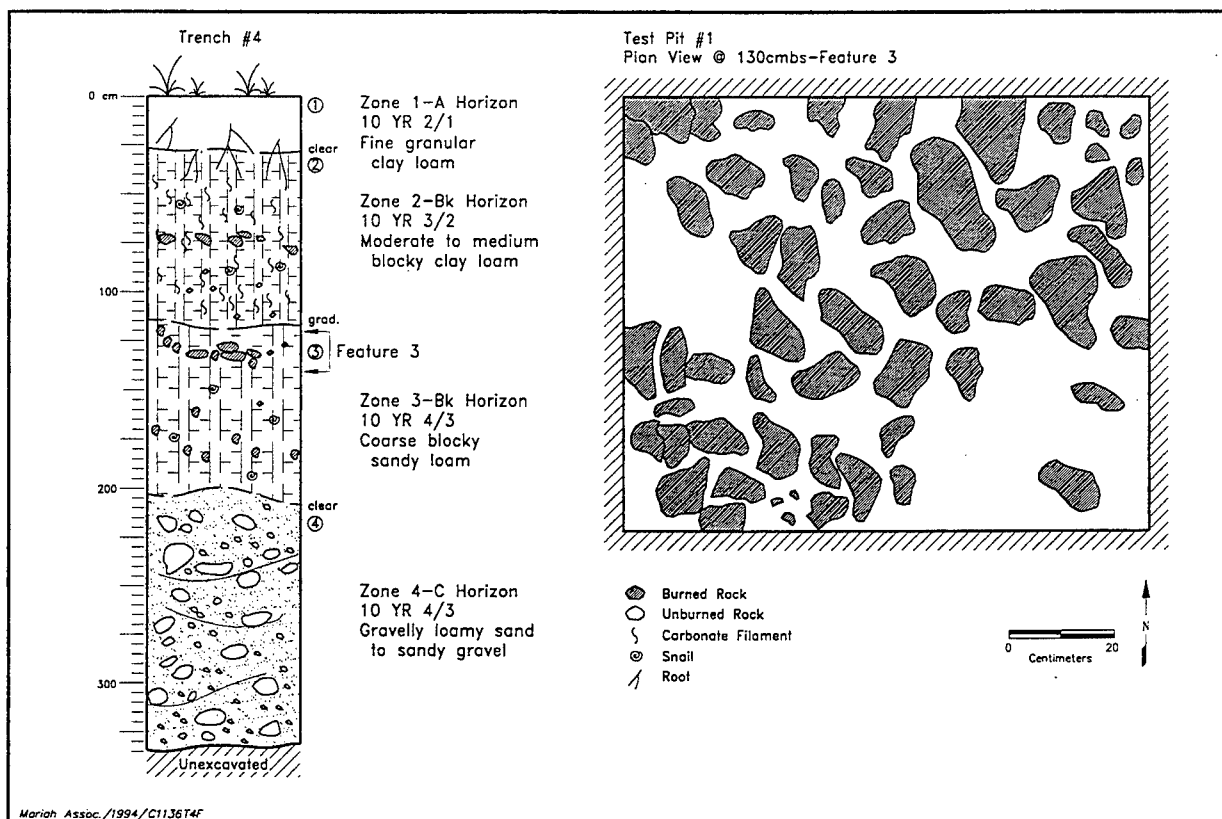 Trench #4
0 cm
100
200
300
①
clear
②
grad.
③ Feature 3
clear
④
Unexcavated
Zone 1-A Horizon
10 YR 2/1
Fine granular
clay loam
Zone 2-Bk Horizon
10 YR 3/2
Moderate to medium
blocky clay loam
Zone 3-Bk Horizon
10 YR 4/3
Coarse blocky
sandy loam
Zone 4-C Horizon
10 YR 4/3
Gravelly loamy sand
to sandy gravel
Test Pit #1
Plan View @ 130cmbs-Feature 3
Burned Rock
Unburned Rock
Carbonate Filament
Snail
Root
0 20
Centimeters
N
Mariah Assoc./1994/C1136T4F